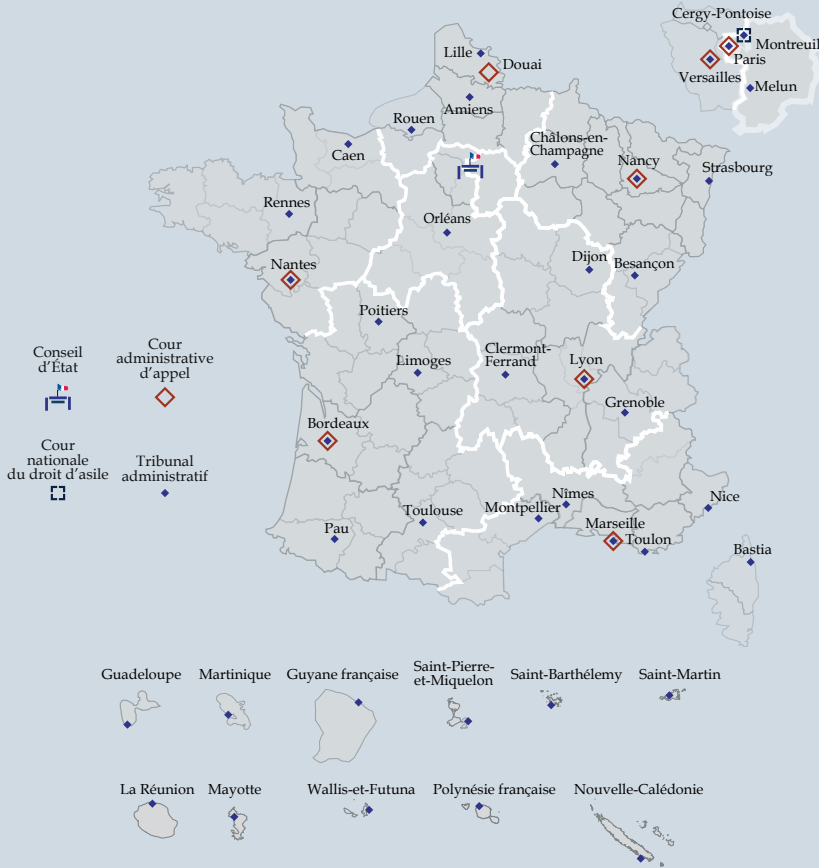 Cergy-Pontoise
Montreuil
Paris
Versailles
Melun
Lille
Douai
Amiens
Rouen
Caen
Châlons-en-
Champagne
Nancy
Strasbourg
Rennes
Orléans
Nantes
Dijon
Besançon
Poitiers
Limoges
Clermont-
Ferrand
Lyon
Grenoble
Bordeaux
Nîmes
Montpellier
Toulouse
Pau
Marseille
Toulon
Nice
Bastia
Conseil
d'État
Cour
administrative
d'appel
Cour
nationale
du droit d'asile
Tribunal
administratif
Guadeloupe
Martinique
Guyane française
Saint-Pierre-
et-Miquelon
Saint-Barthélemy
Saint-Martin
La Réunion
Mayotte
Wallis-et-Futuna
Polynésie française
Nouvelle-Calédonie